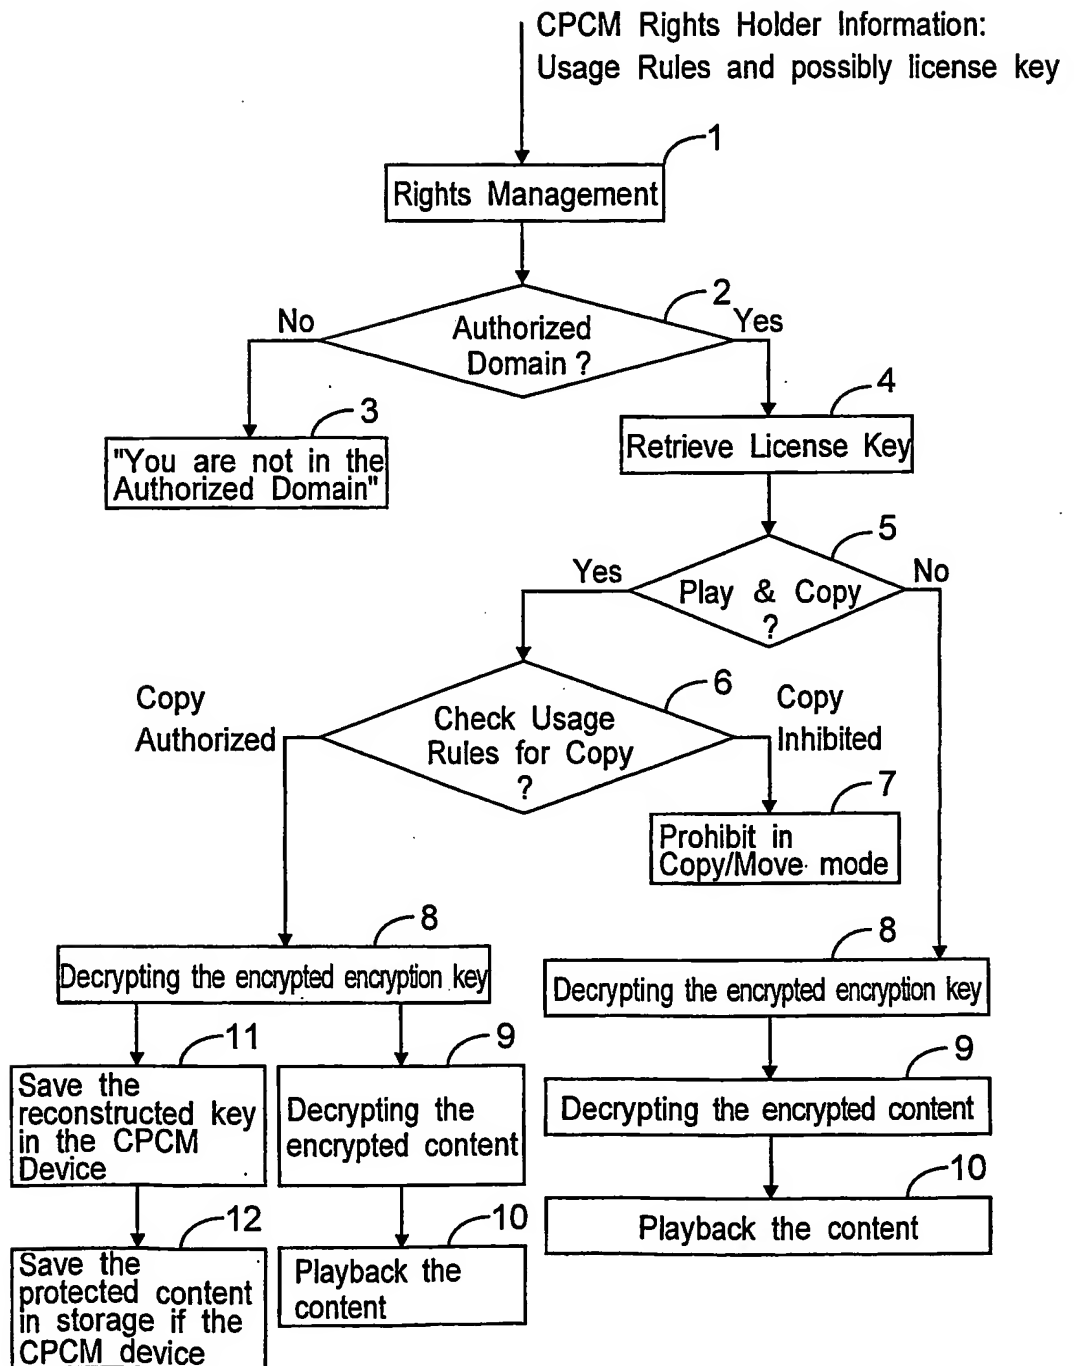 CPCM Rights Holder Information:
Usage Rules and possibly license key
1
Rights Management
2
No
Yes
Authorized
Domain ?
3
4
"You are not in the
Authorized Domain"
Retrieve License Key
5
Yes
No
Play & Copy
?
6
Copy
Authorized
Check Usage
Rules for Copy
?
Copy
Inhibited
7
Prohibit in
Copy/Move mode
8
Decrypting the encrypted encryption key
8
Decrypting the encrypted encryption key
11
Save the
reconstructed key
in the CPCM
Device
9
Decrypting the
encrypted content
9
Decrypting the encrypted content
12
Save the
protected content
in storage if the
CPCM device
10
Playback the
content
10
Playback the content